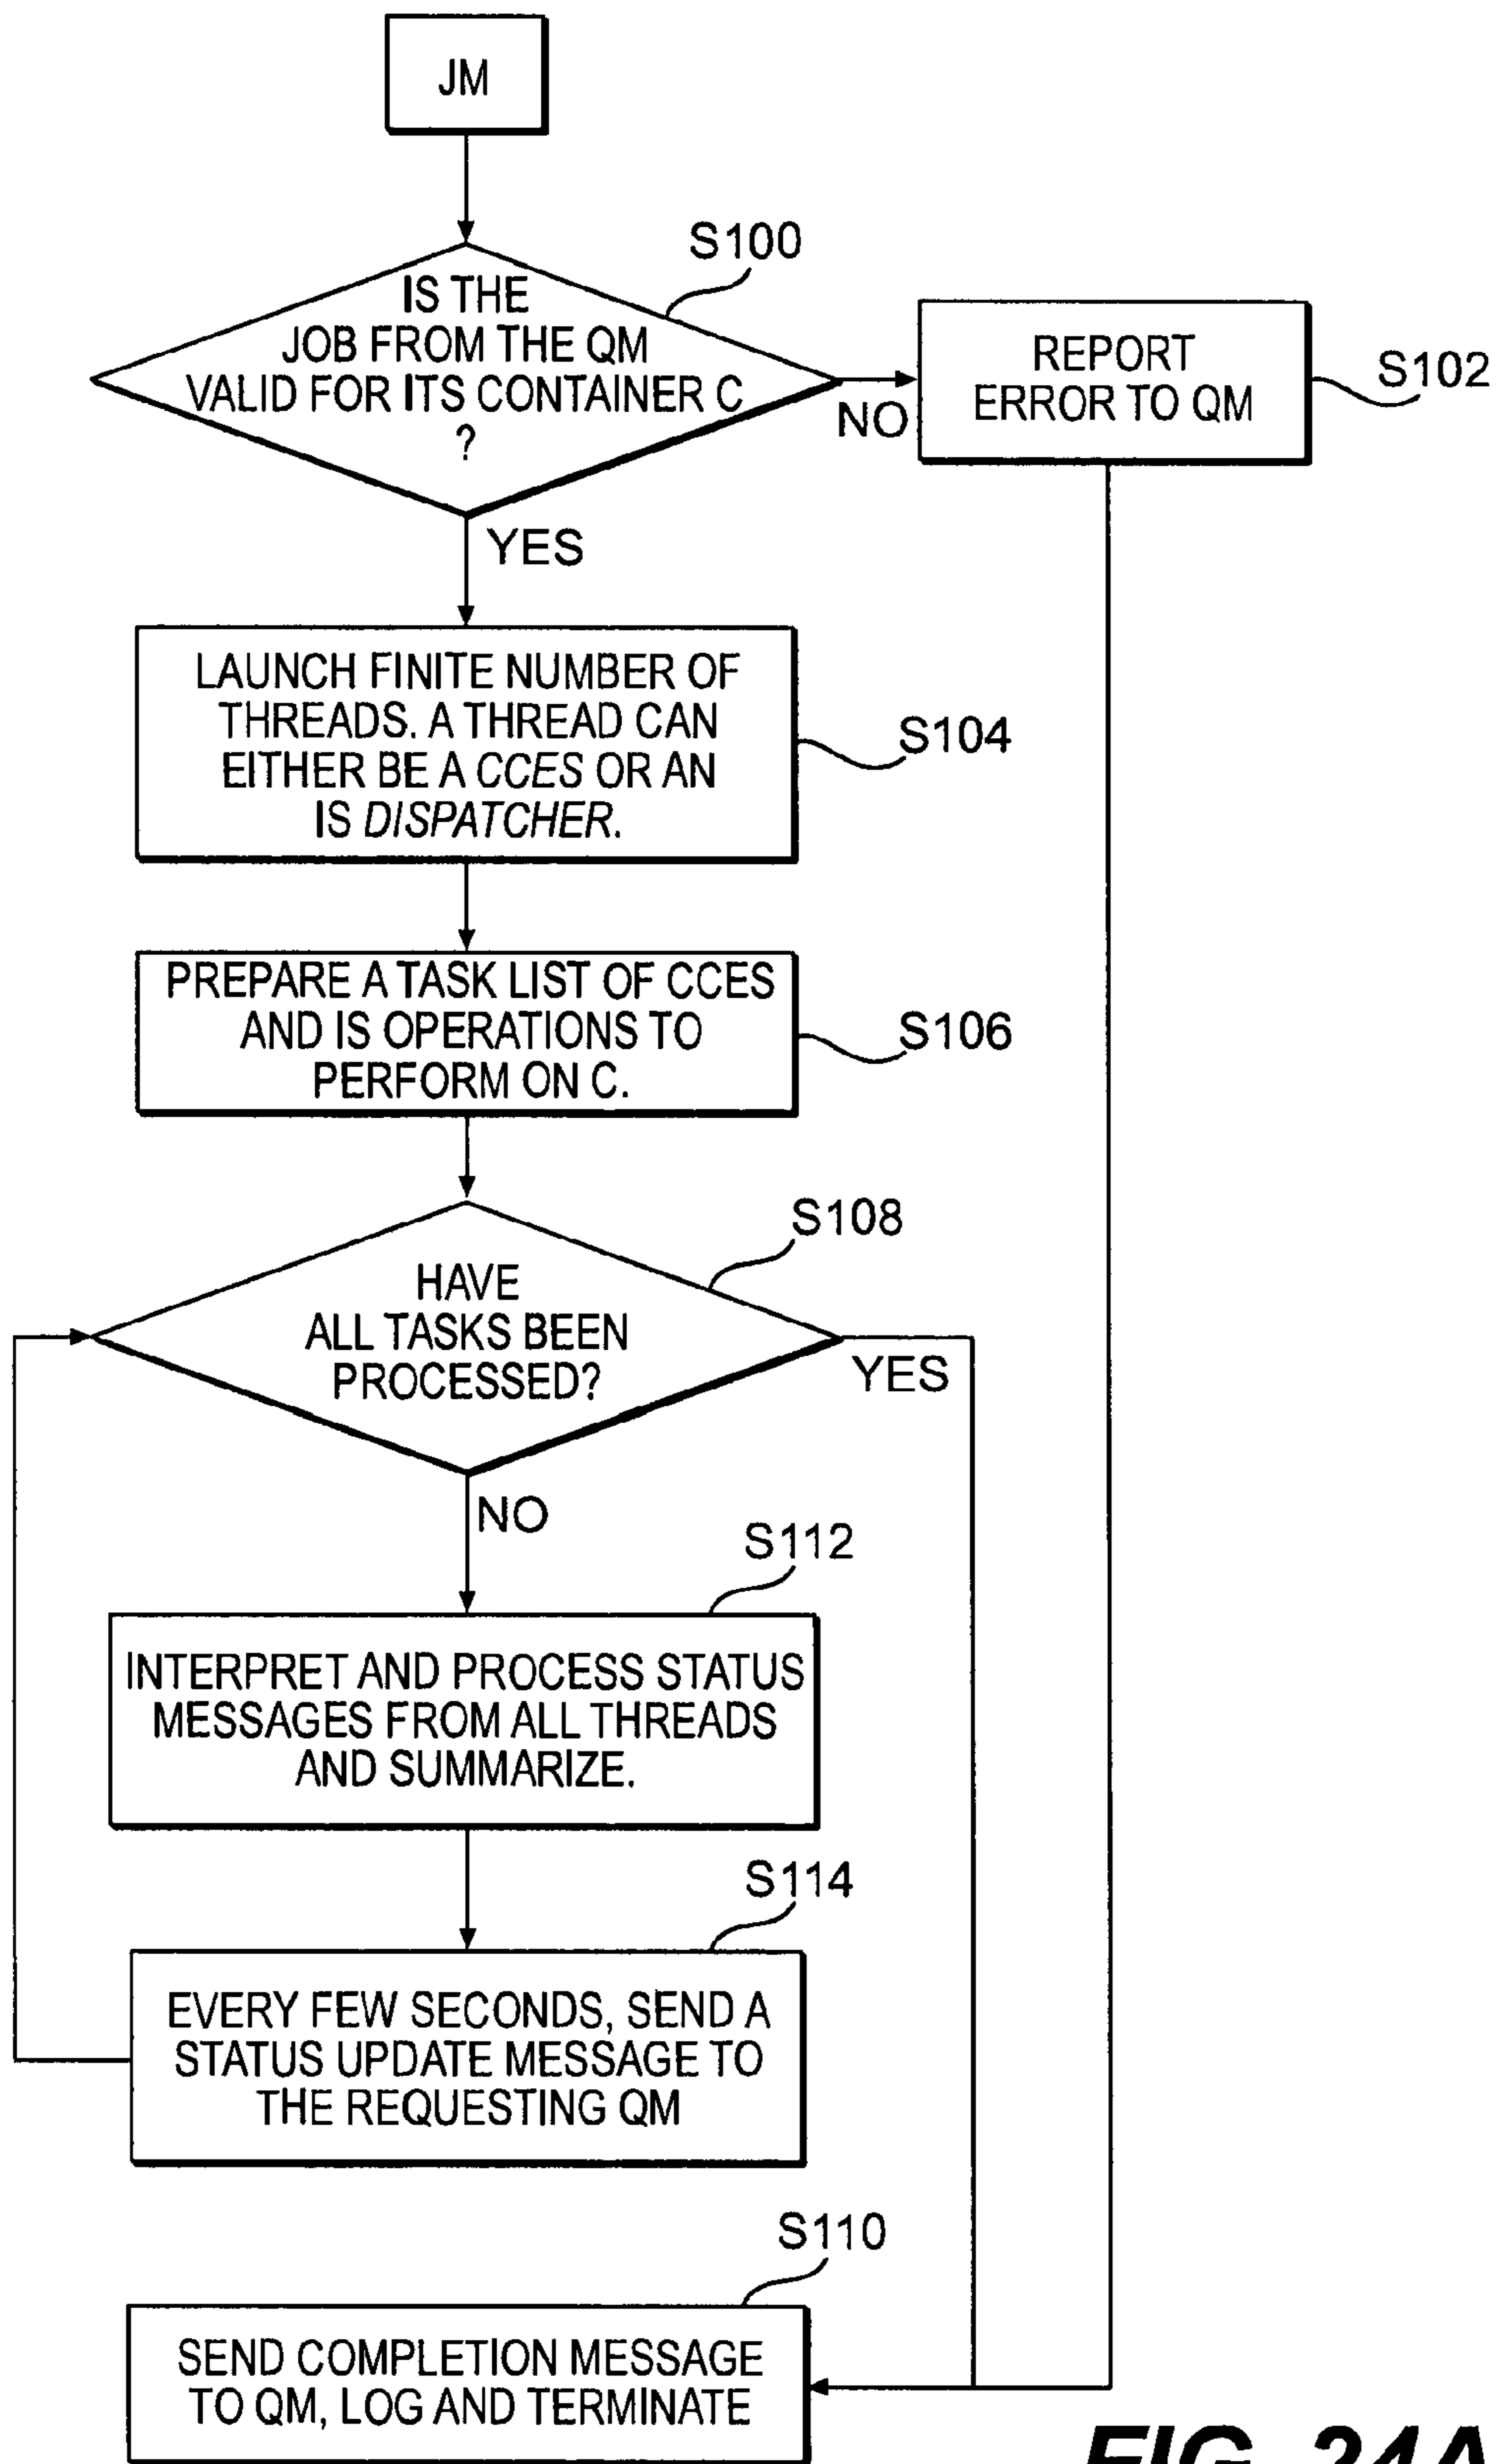 JM
S100
IS THE
JOB FROM THE QM
VALID FOR ITS CONTAINER C
?
NO
REPORT
ERROR TO QM
S102
YES
LAUNCH FINITE NUMBER OF
THREADS. A THREAD CAN
EITHER BE A CCES OR AN
IS DISPATCHER.
S104
PREPARE A TASK LIST OF CCES
AND IS OPERATIONS TO
PERFORM ON C.
S106
S108
HAVE
ALL TASKS BEEN
PROCESSED?
YES
NO
S112
INTERPRET AND PROCESS STATUS
MESSAGES FROM ALL THREADS
AND SUMMARIZE.
S114
EVERY FEW SECONDS, SEND A
STATUS UPDATE MESSAGE TO
THE REQUESTING QM
S110
SEND COMPLETION MESSAGE
TO QM, LOG AND TERMINATE
FIG. 24A